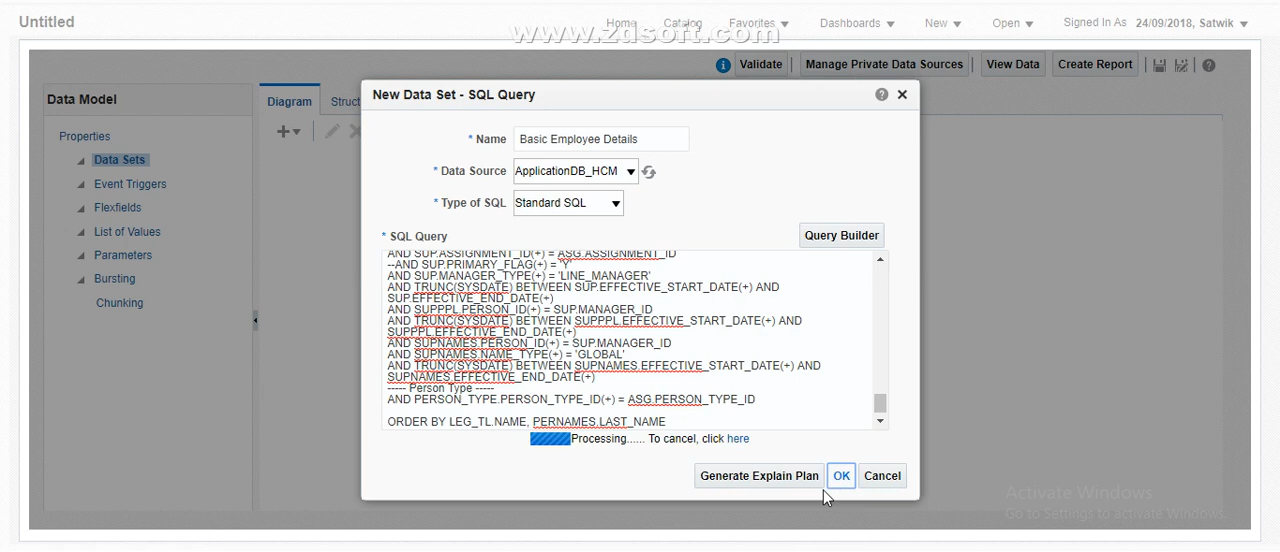 Untitled
Home Catalog Favorites Dashboards New Open Signed In As 24/09/2018, Satwik
www.zdsoft.com
Validate Manage Private Data Sources View Data Create Report
Data Model
Properties
Data Sets
Event Triggers
Flexfields
List of Values
Parameters
Bursting
Chunking
Diagram Struct
New Data Set - SQL Query
* Name Basic Employee Details
* Data Source ApplicationDB_HCM
* Type of SQL Standard SQL
* SQL Query
Query Builder
AND SUP.ASSIGNMENT_ID(+) = ASG.ASSIGNMENT_ID
--AND SUP.PRIMARY_FLAG(+) = 'Y'
AND SUP.MANAGER_TYPE(+) = 'LINE_MANAGER'
AND TRUNC(SYSDATE) BETWEEN SUP.EFFECTIVE_START_DATE(+) AND
SUP.EFFECTIVE_END_DATE(+)
AND SUPPPL.PERSON_ID(+) = SUP.MANAGER_ID
AND TRUNC(SYSDATE) BETWEEN SUPPPL.EFFECTIVE_START_DATE(+) AND
SUPPPL.EFFECTIVE_END_DATE(+)
AND SUPNAMES.PERSON_ID(+) = SUP.MANAGER_ID
AND SUPNAMES.NAME_TYPE(+) = 'GLOBAL'
AND TRUNC(SYSDATE) BETWEEN SUPNAMES.EFFECTIVE_START_DATE(+) AND
SUPNAMES.EFFECTIVE_END_DATE(+)
----- Person Type -----
AND PERSON_TYPE.PERSON_TYPE_ID(+) = ASG.PERSON_TYPE_ID
ORDER BY LEG_TL.NAME, PERNAMES.LAST_NAME
Processing...... To cancel, click here
Generate Explain Plan OK Cancel
Activate Windows
Go to Settings to activate Windows.